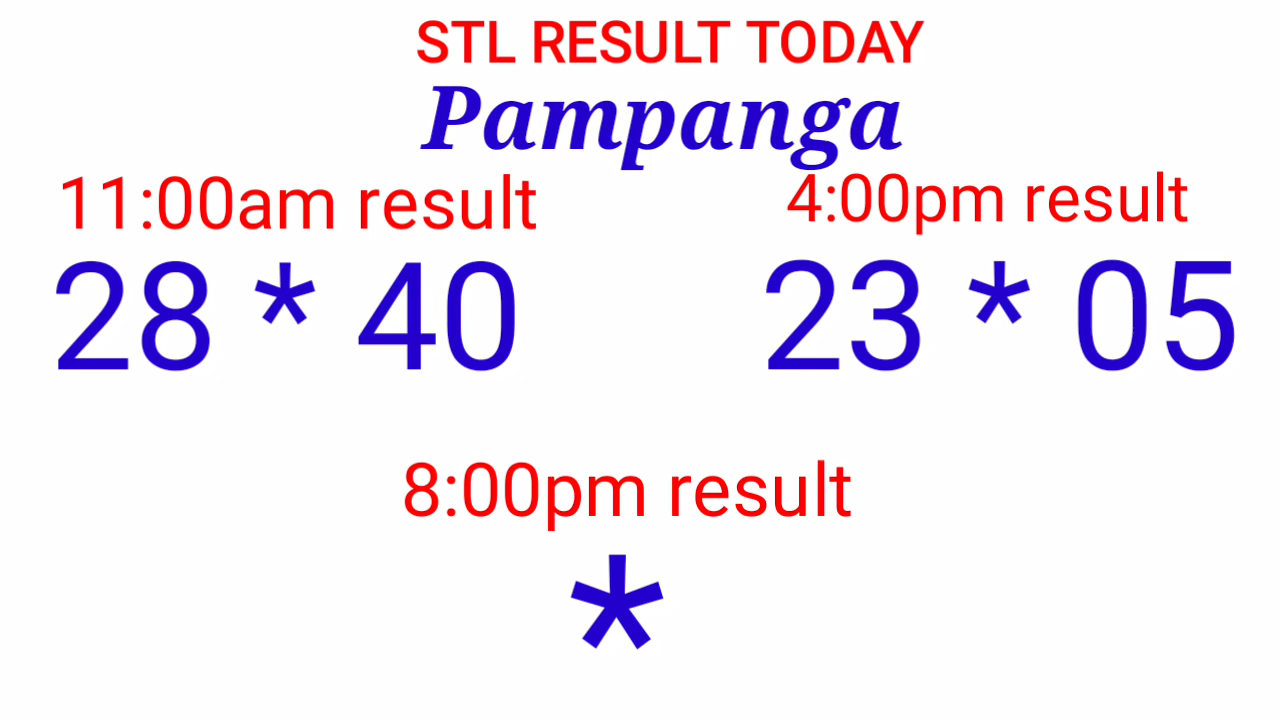 STL RESULT TODAY
Pampanga
11:00am result
28 * 40
4:00pm result
23 * 05
8:00pm result
*